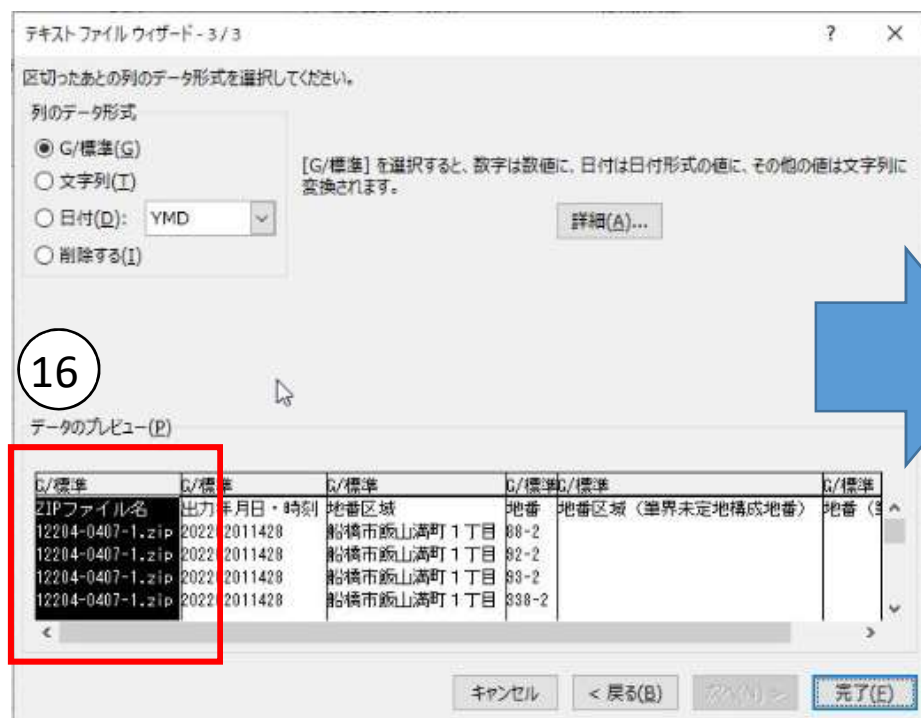 テキスト ファイル ウィザード - 3 / 3
?
×
区切ったあとの列のデータ形式を選択してください。
列のデータ形式
G/標準(G)
文字列(T)
日付(D): YMD
削除する(I)
[G/標準] を選択すると、数字は数値に、日付は日付形式の値に、その他の値は文字列に
変換されます。
詳細(A)...
16
データのプレビュー(P)
G/標準 G/標準 G/標準 G/標準 G/標準 G/標準
ZIPファイル名 出力年月日・時刻 地番区域 地番 地番区域（筆界未定地構成地番） 地番（
12204-0407-1.zip 202202011428 船橋市飯山満町１丁目 88-2
12204-0407-1.zip 202202011428 船橋市飯山満町１丁目 92-2
12204-0407-1.zip 202202011428 船橋市飯山満町１丁目 93-2
12204-0407-1.zip 202202011428 船橋市飯山満町１丁目 338-2
キャンセル < 戻る(B) 次へ(N) > 完了(F)